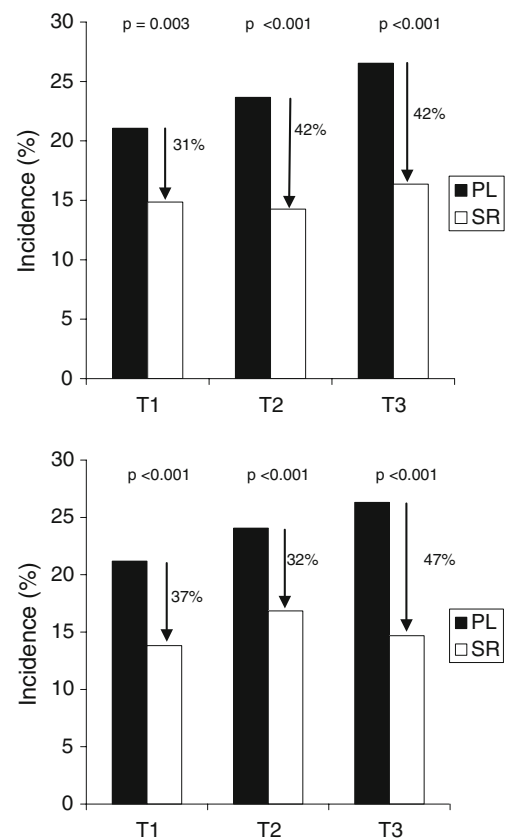 30
p = 0.003 p <0.001 p <0.001
25
42%
42%
31%
20
Incidence (%)
15
PL
SR
10
5
0
T1 T2 T3
30
p <0.001 p <0.001 p <0.001
25
32% 47%
20
37%
Incidence (%)
15
PL
SR
10
5
0
T1 T2 T3